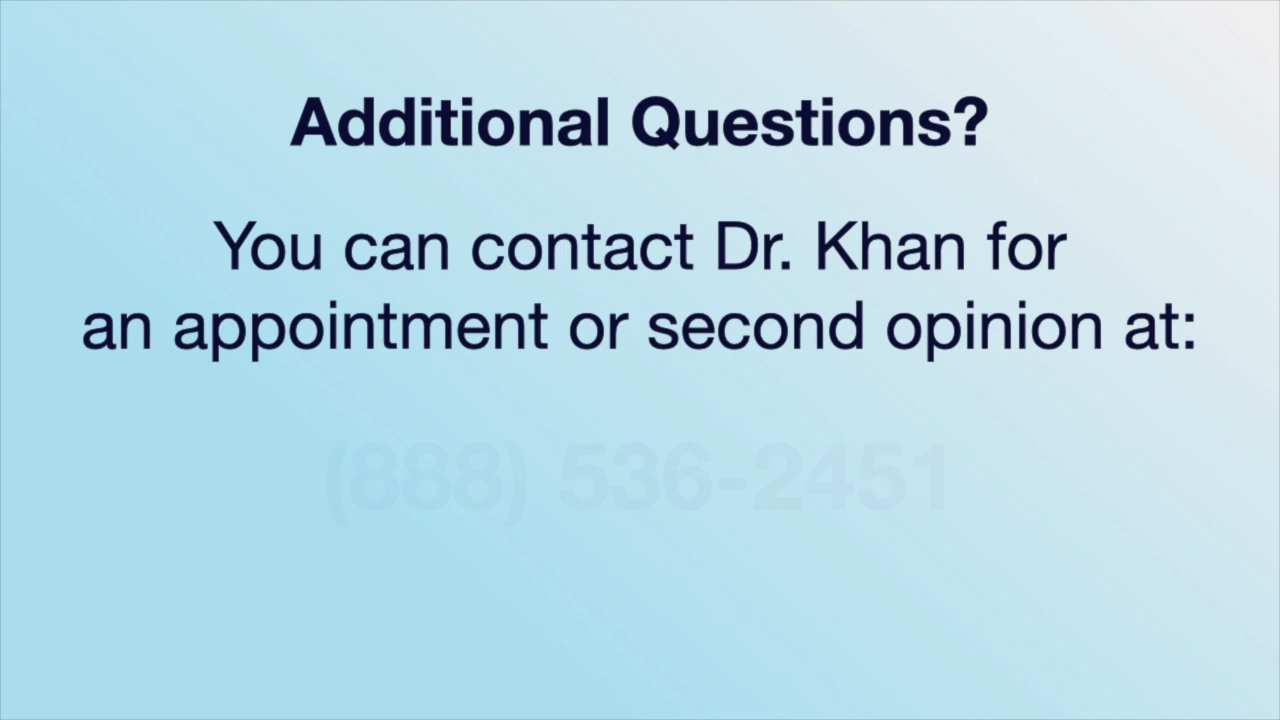 Additional Questions?
You can contact Dr. Khan for
an appointment or second opinion at:
(888) 536-2451